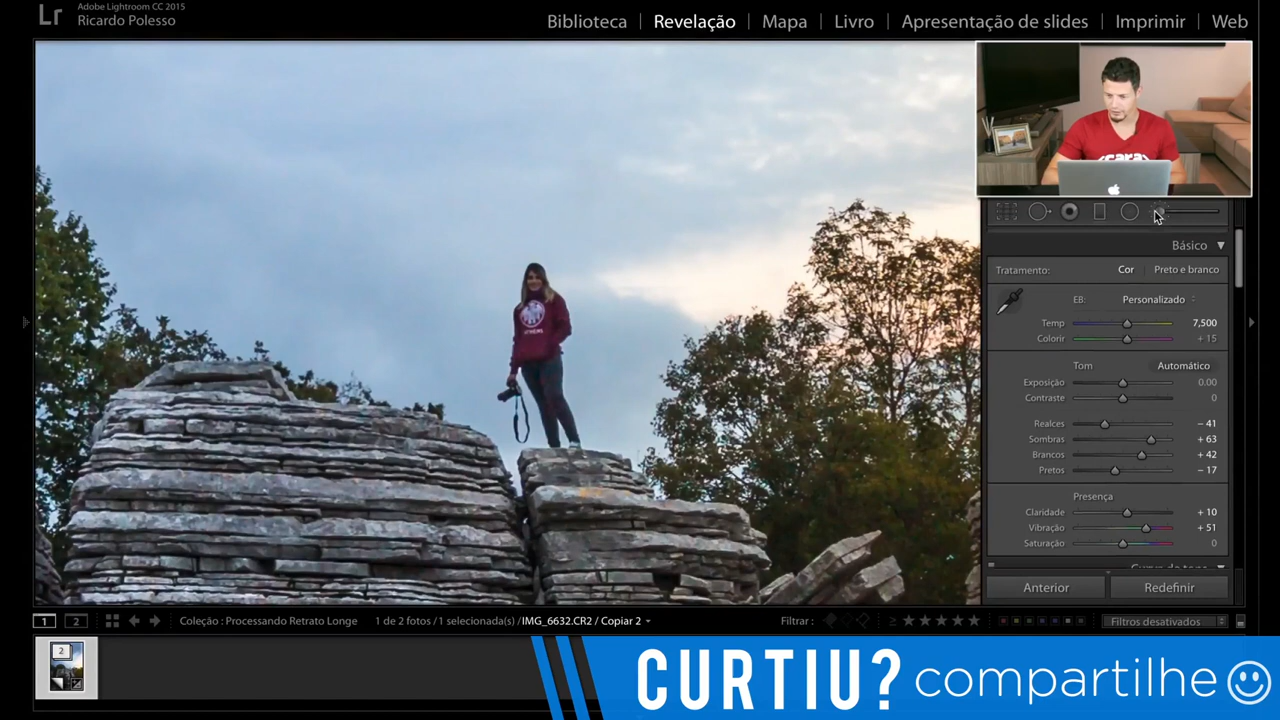 Lr
Adobe Lightroom CC 2015
Ricardo Polesso
Biblioteca | Revelação | Mapa | Livro | Apresentação de slides | Imprimir | Web
Básico
Tratamento: Cor Preto e branco
EB: Personalizado
Temp 7,500
Colorir + 15
Tom Automático
Exposição 0.00
Contraste 0
Realces – 41
Sombras + 63
Brancos + 42
Pretos – 17
Presença
Claridade + 10
Vibração + 51
Saturação 0
Anterior Redefinir
1 2 Coleção : Processando Retrato Longe 1 de 2 fotos / 1 selecionada(s) / IMG_6632.CR2 / Copiar 2 Filtrar : ≥ ★★★★★ Filtros desativados
2
CURTIU? compartilhe